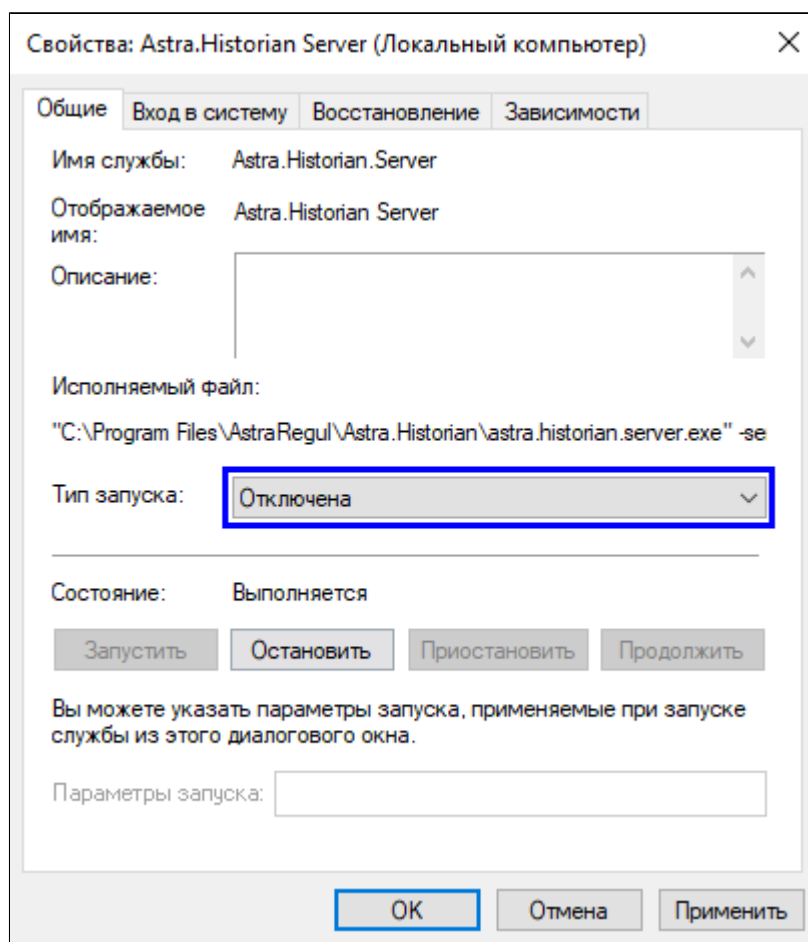 Свойства: Astra.Historian Server (Локальный компьютер)
Общие Вход в систему Восстановление Зависимости
Имя службы: Astra.Historian.Server
Отображаемое имя: Astra.Historian Server
Описание:
Исполняемый файл:
"C:\Program Files\AstraRegul\Astra.Historian\astra.historian.server.exe" -se
Тип запуска: Отключена
Состояние: Выполняется
Запустить Остановить Приостановить Продолжить
Вы можете указать параметры запуска, применяемые при запуске
службы из этого диалогового окна.
Параметры запуска:
OK Отмена Применить